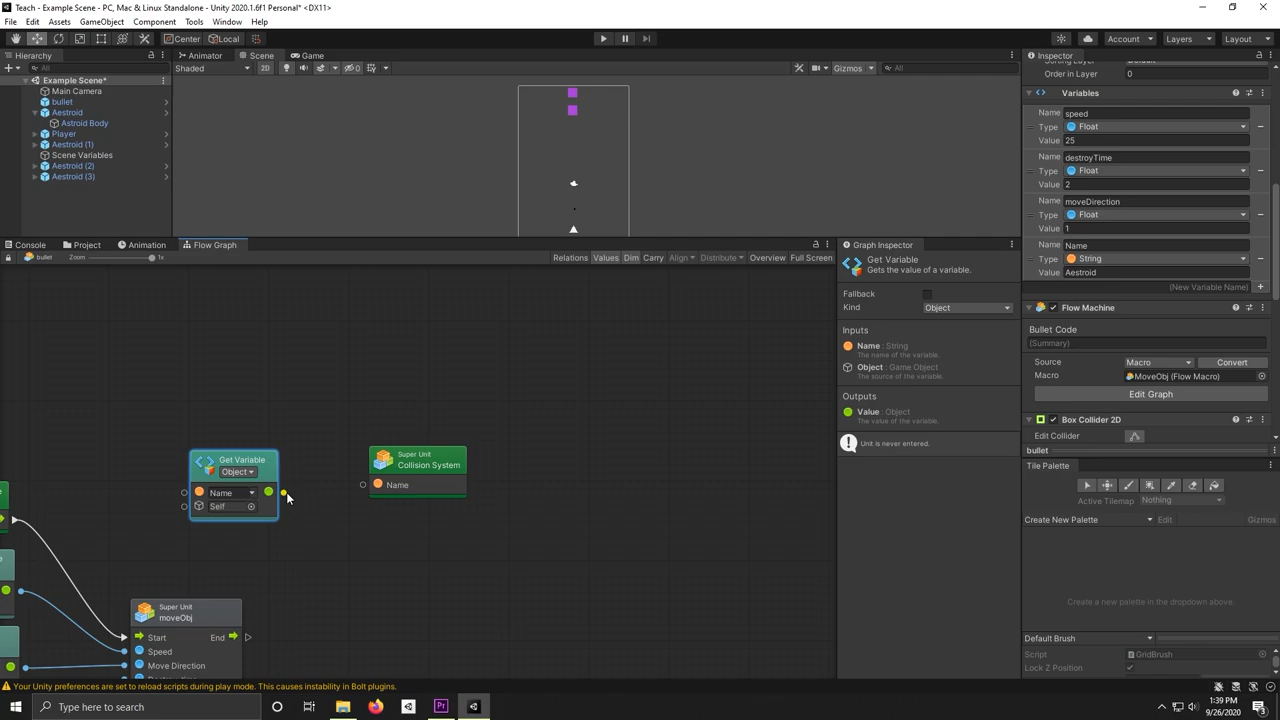 Teach - Example Scene - PC, Mac & Linux Standalone - Unity 2020.1.6f1 Personal* <DX11>
File Edit Assets GameObject Component Tools Window Help
Center Local Account Layers Layout
Hierarchy
All
Example Scene*
Main Camera
bullet
Aestroid
Astroid Body
Player
Aestroid (1)
Scene Variables
Aestroid (2)
Aestroid (3)
Animator Scene Game
Shaded 2D 0 Gizmos All
Console Project Animation Flow Graph
bullet Zoom 1x Relations Values Dim Carry Align Distribute Overview Full Screen
Get Variable
Object
Name
Self
Super Unit
Collision System
Name
Super Unit
moveObj
Start End
Speed
Move Direction
Graph Inspector
Get Variable
Gets the value of a variable.
Fallback
Kind Object
Inputs
Name : String
The name of the variable.
Object : Game Object
The source of the variable.
Outputs
Value : Object
The value of the variable.
Unit is never entered.
Inspector
Order in Layer 0
Variables
Name speed
Type Float
Value 25
Name destroyTime
Type Float
Value 2
Name moveDirection
Type Float
Value 1
Name Name
Type String
Value Aestroid
(New Variable Name)
Flow Machine
Bullet Code
(Summary)
Source Macro Convert
Macro MoveObj (Flow Macro)
Edit Graph
Box Collider 2D
Edit Collider
bullet
Tile Palette
Active Tilemap Nothing
Create New Palette Edit Gizmos
Create a new palette in the dropdown above.
Default Brush
Script GridBrush
Lock Z Position
Your Unity preferences are set to reload scripts during play mode. This causes instability in Bolt plugins.
Type here to search
1:39 PM
9/26/2020